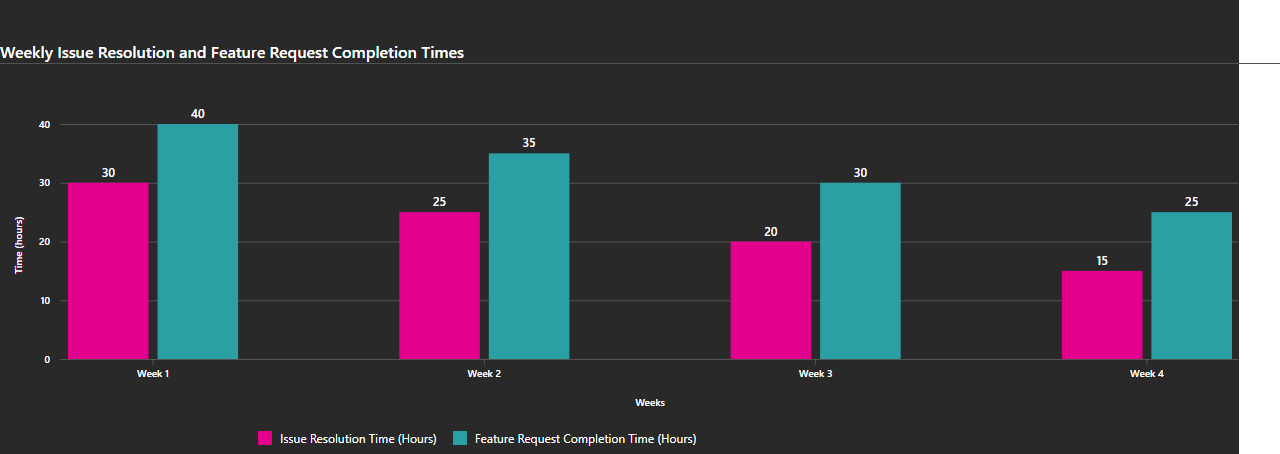 Weekly Issue Resolution and Feature Request Completion Times
40
35
30
30
25
25
20
15
40
30
20
10
0
Time (hours)
Week 1
Week 2
Week 3
Week 4
Weeks
Issue Resolution Time (Hours)
Feature Request Completion Time (Hours)